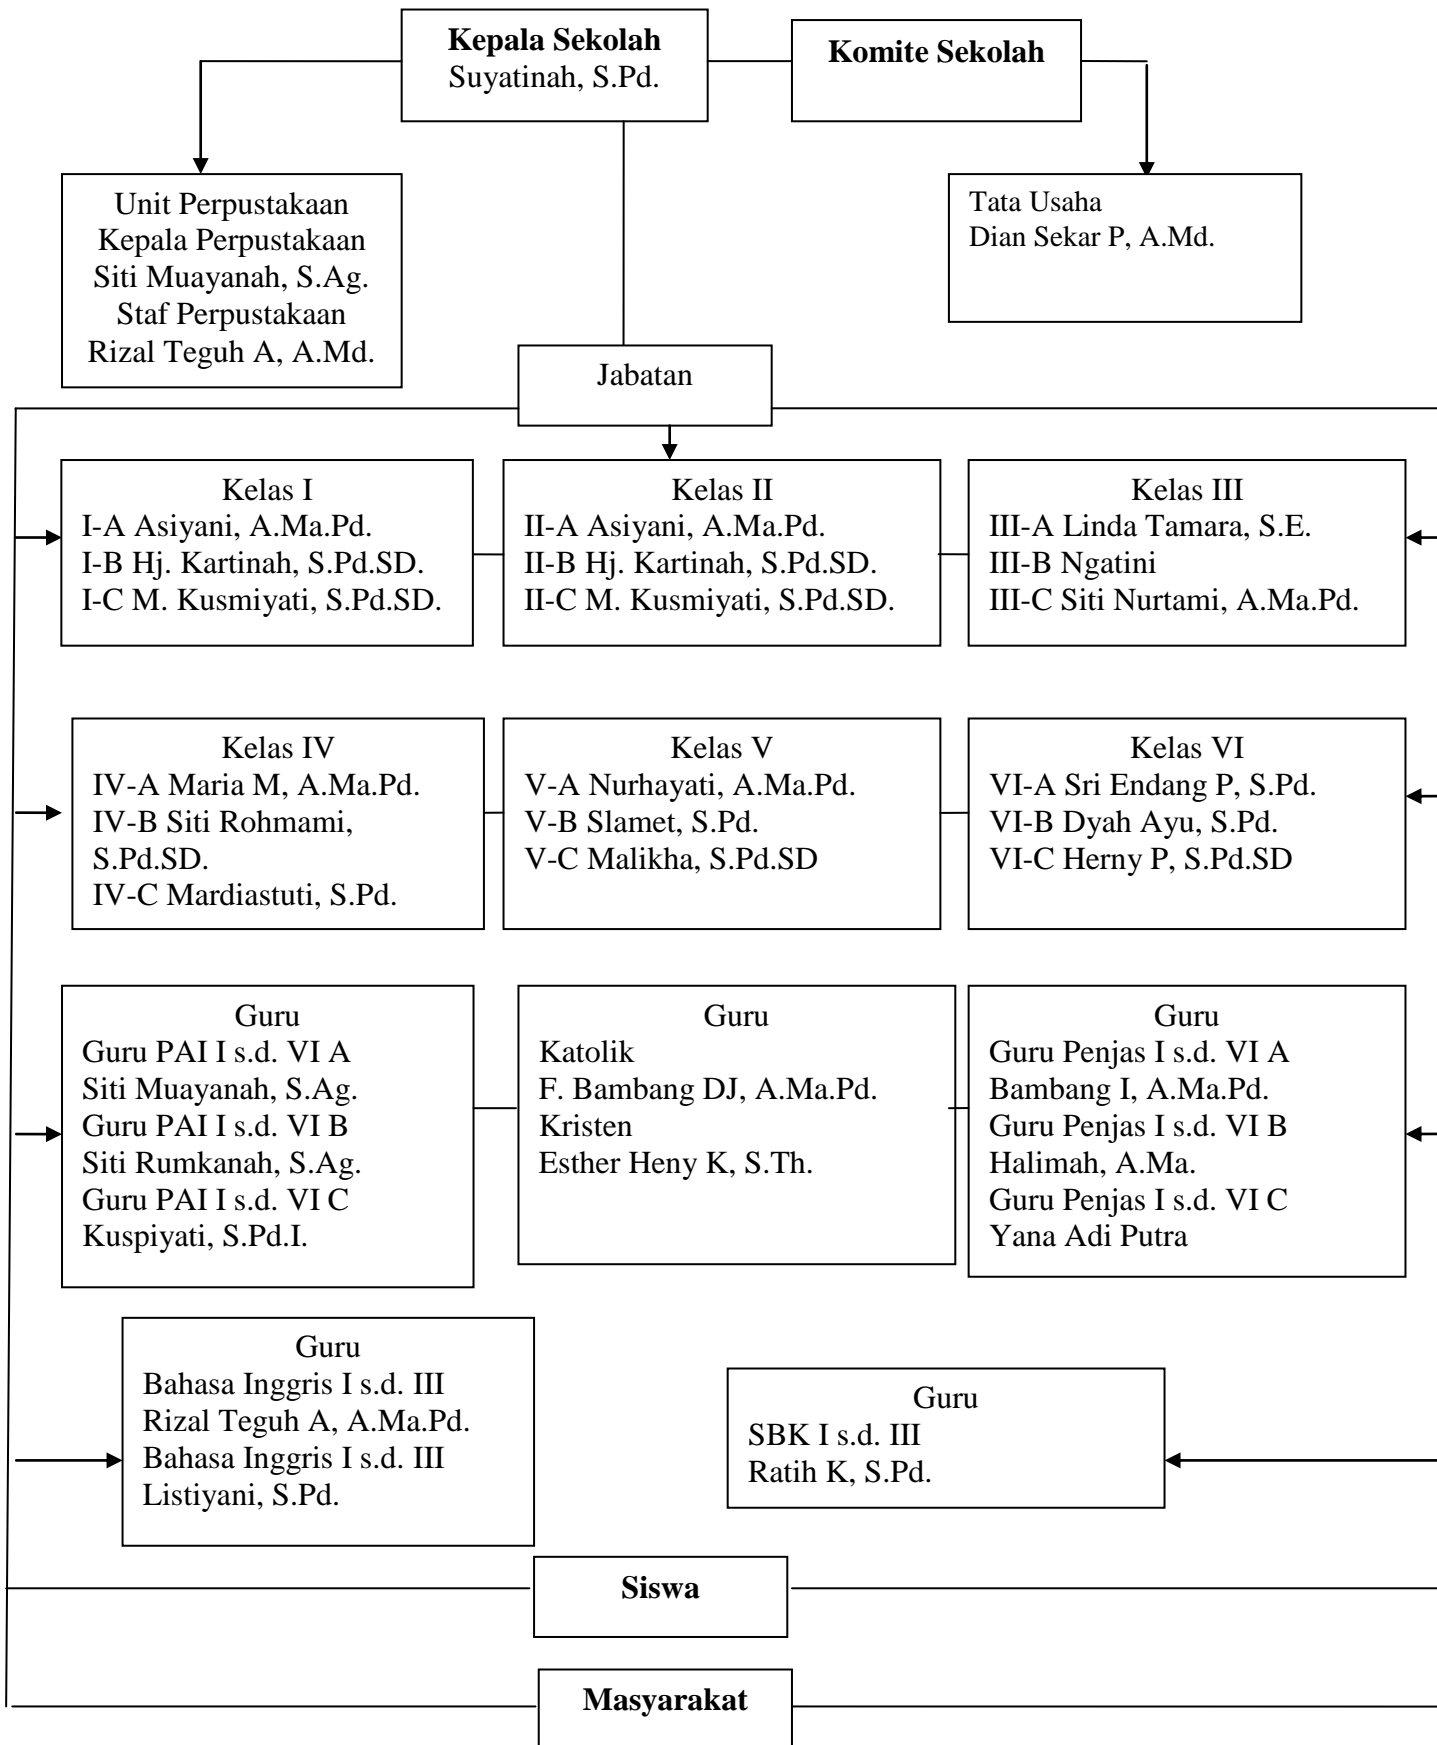 Kepala Sekolah
Suyatinah, S.Pd.
Komite Sekolah
Unit Perpustakaan
Kepala Perpustakaan
Siti Muayanah, S.Ag.
Staf Perpustakaan
Rizal Teguh A, A.Md.
Tata Usaha
Dian Sekar P, A.Md.
Jabatan
Kelas I
I-A Asiyani, A.Ma.Pd.
I-B Hj. Kartinah, S.Pd.SD.
I-C M. Kusmiyati, S.Pd.SD.
Kelas II
II-A Asiyani, A.Ma.Pd.
II-B Hj. Kartinah, S.Pd.SD.
II-C M. Kusmiyati, S.Pd.SD.
Kelas III
III-A Linda Tamara, S.E.
III-B Ngatini
III-C Siti Nurtami, A.Ma.Pd.
Kelas IV
IV-A Maria M, A.Ma.Pd.
IV-B Siti Rohmami,
S.Pd.SD.
IV-C Mardiastuti, S.Pd.
Kelas V
V-A Nurhayati, A.Ma.Pd.
V-B Slamet, S.Pd.
V-C Malikha, S.Pd.SD
Kelas VI
VI-A Sri Endang P, S.Pd.
VI-B Dyah Ayu, S.Pd.
VI-C Herny P, S.Pd.SD
Guru
Guru PAI I s.d. VI A
Siti Muayanah, S.Ag.
Guru PAI I s.d. VI B
Siti Rumkanah, S.Ag.
Guru PAI I s.d. VI C
Kuspiyati, S.Pd.I.
Guru
Katolik
F. Bambang DJ, A.Ma.Pd.
Kristen
Esther Heny K, S.Th.
Guru
Guru Penjas I s.d. VI A
Bambang I, A.Ma.Pd.
Guru Penjas I s.d. VI B
Halimah, A.Ma.
Guru Penjas I s.d. VI C
Yana Adi Putra
Guru
Bahasa Inggris I s.d. III
Rizal Teguh A, A.Ma.Pd.
Bahasa Inggris I s.d. III
Listiyani, S.Pd.
Guru
SBK I s.d. III
Ratih K, S.Pd.
Siswa
Masyarakat